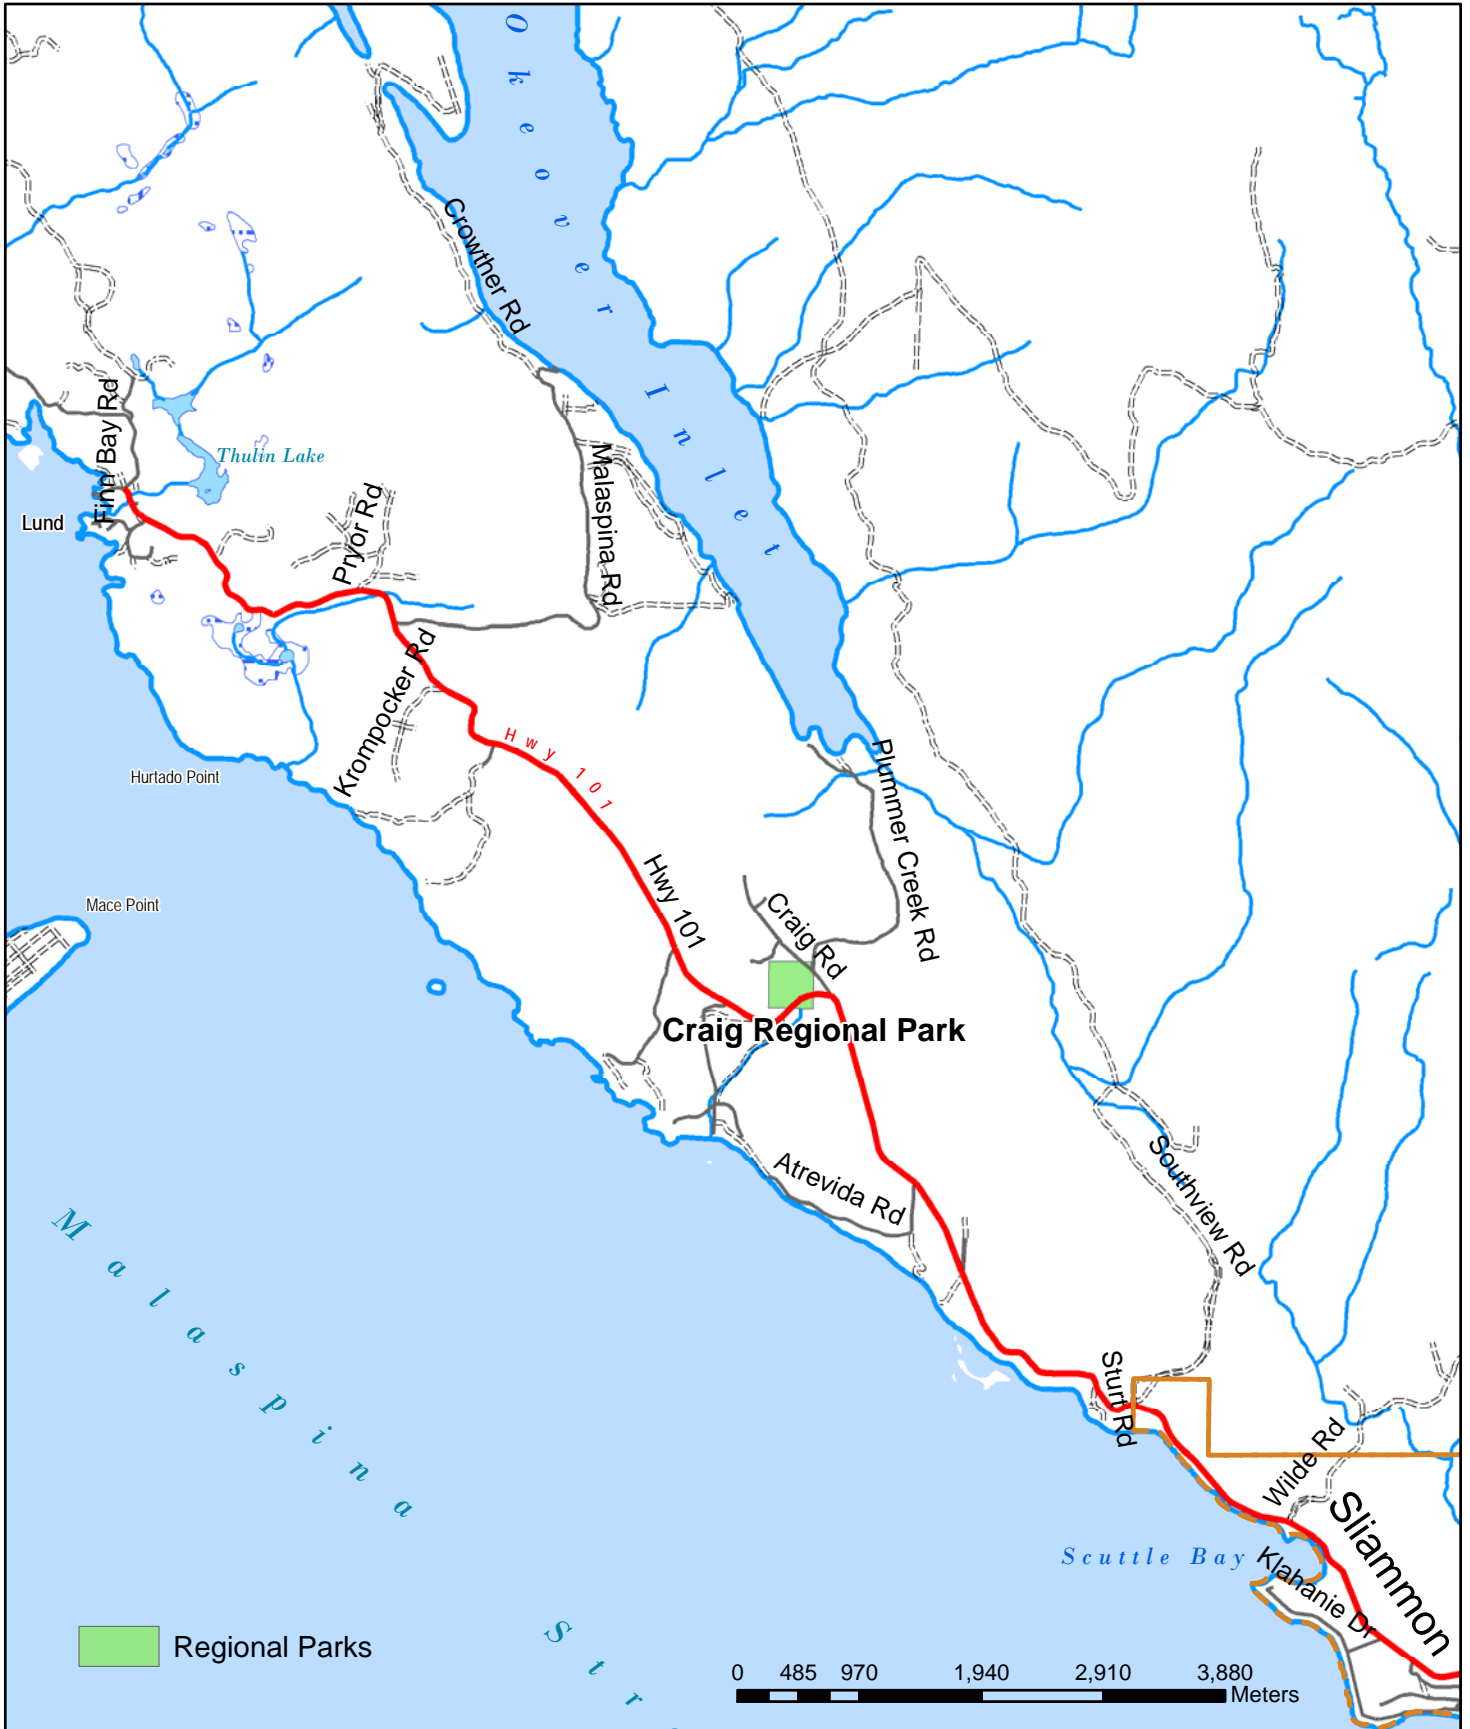 Okeover Inlet
Crowther Rd
Finn Bay Rd
Thulin Lake
Malaspina Rd
Pryor Rd
Lund
Krompocker Rd
Hwy 101
Hurtado Point
Plummer Creek Rd
Hwy 101
Mace Point
Craig Rd
Craig Regional Park
Atrevida Rd
Southview Rd
Malaspina Str
Sturt Rd
Wilde Rd
Sliammon
Scuttle Bay
Klahanie Dr
Regional Parks
0 485 970 1,940 2,910 3,880
Meters